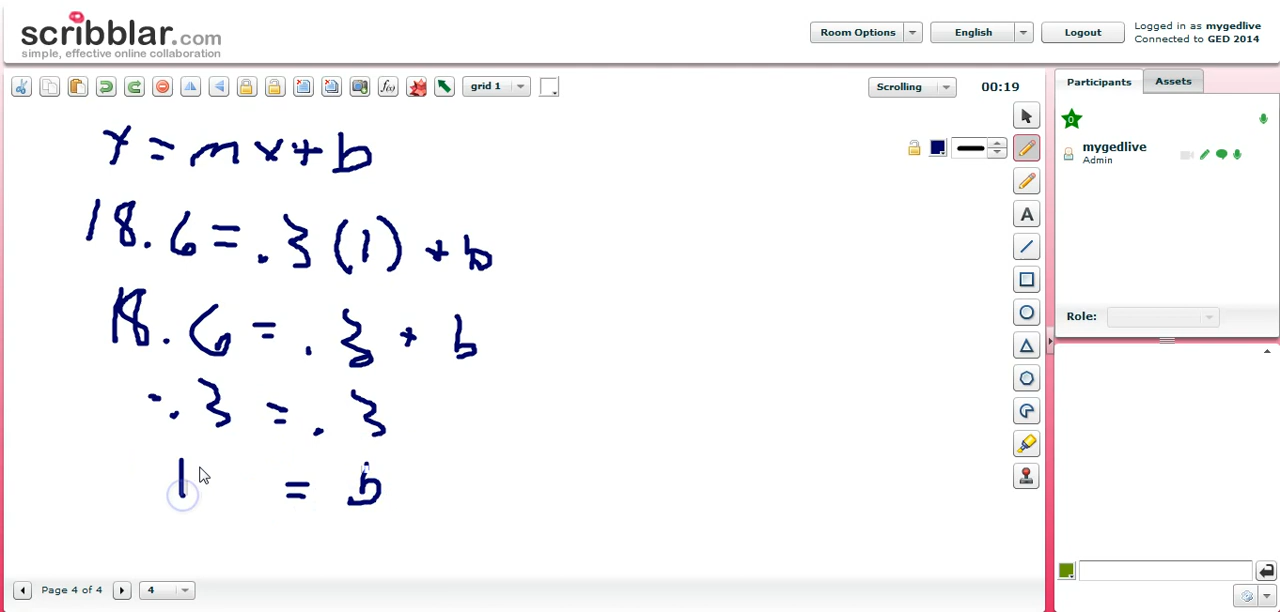 scribblar.com
simple, effective online collaboration
Room Options
English
Logout
Logged in as mygedlive
Connected to GED 2014
f(x)
grid 1
Scrolling
00:19
Participants
Assets
0
mygedlive
Admin
A
Role:
y = mx + b
18.6 = .3(1) + b
18.6 = .3 + b
-.3 = .3
1 = b
Page 4 of 4
4